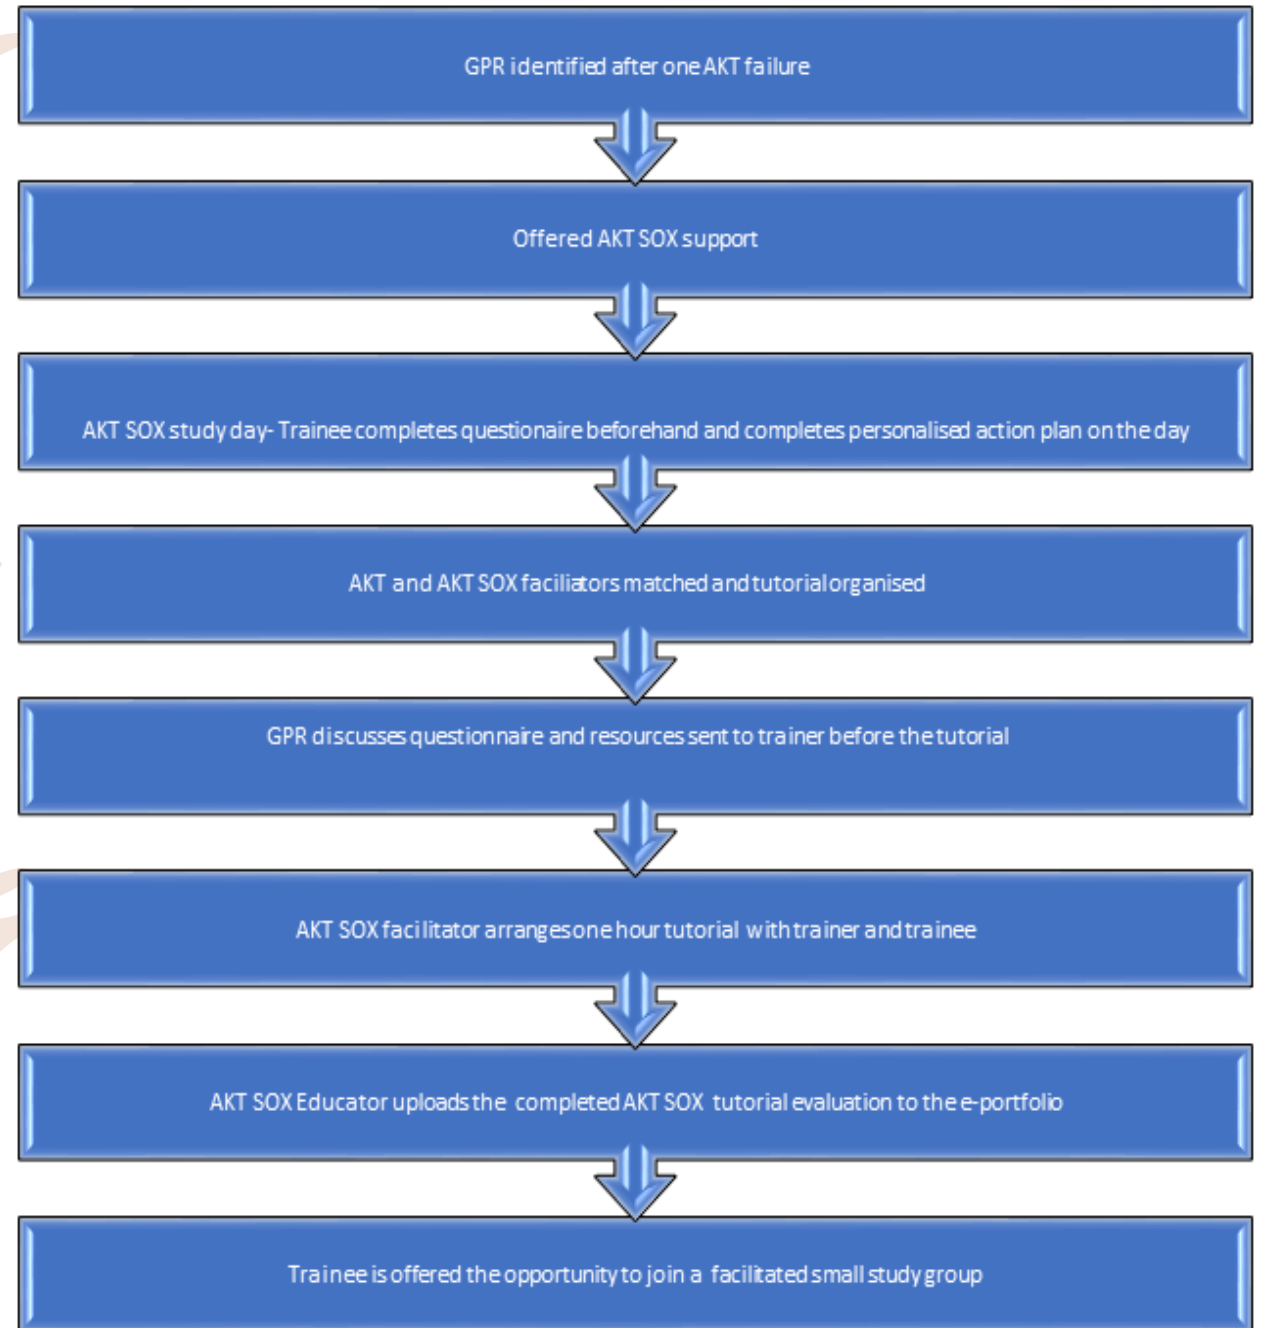 GPR identified after one AKT failure
Offered AKT SOX support
AKT SOX study day- Trainee completes questionaire beforehand and completes personalised action plan on the day
AKT and AKT SOX faciliators matched and tutorial organised
GPR discusses questionnaire and resources sent to trainer before the tutorial
AKT SOX facilitator arranges one hour tutorial with trainer and trainee
AKT SOX Educator uploads the completed AKT SOX tutorial evaluation to the e-portfolio
Trainee is offered the opportunity to join a facilitated small study group